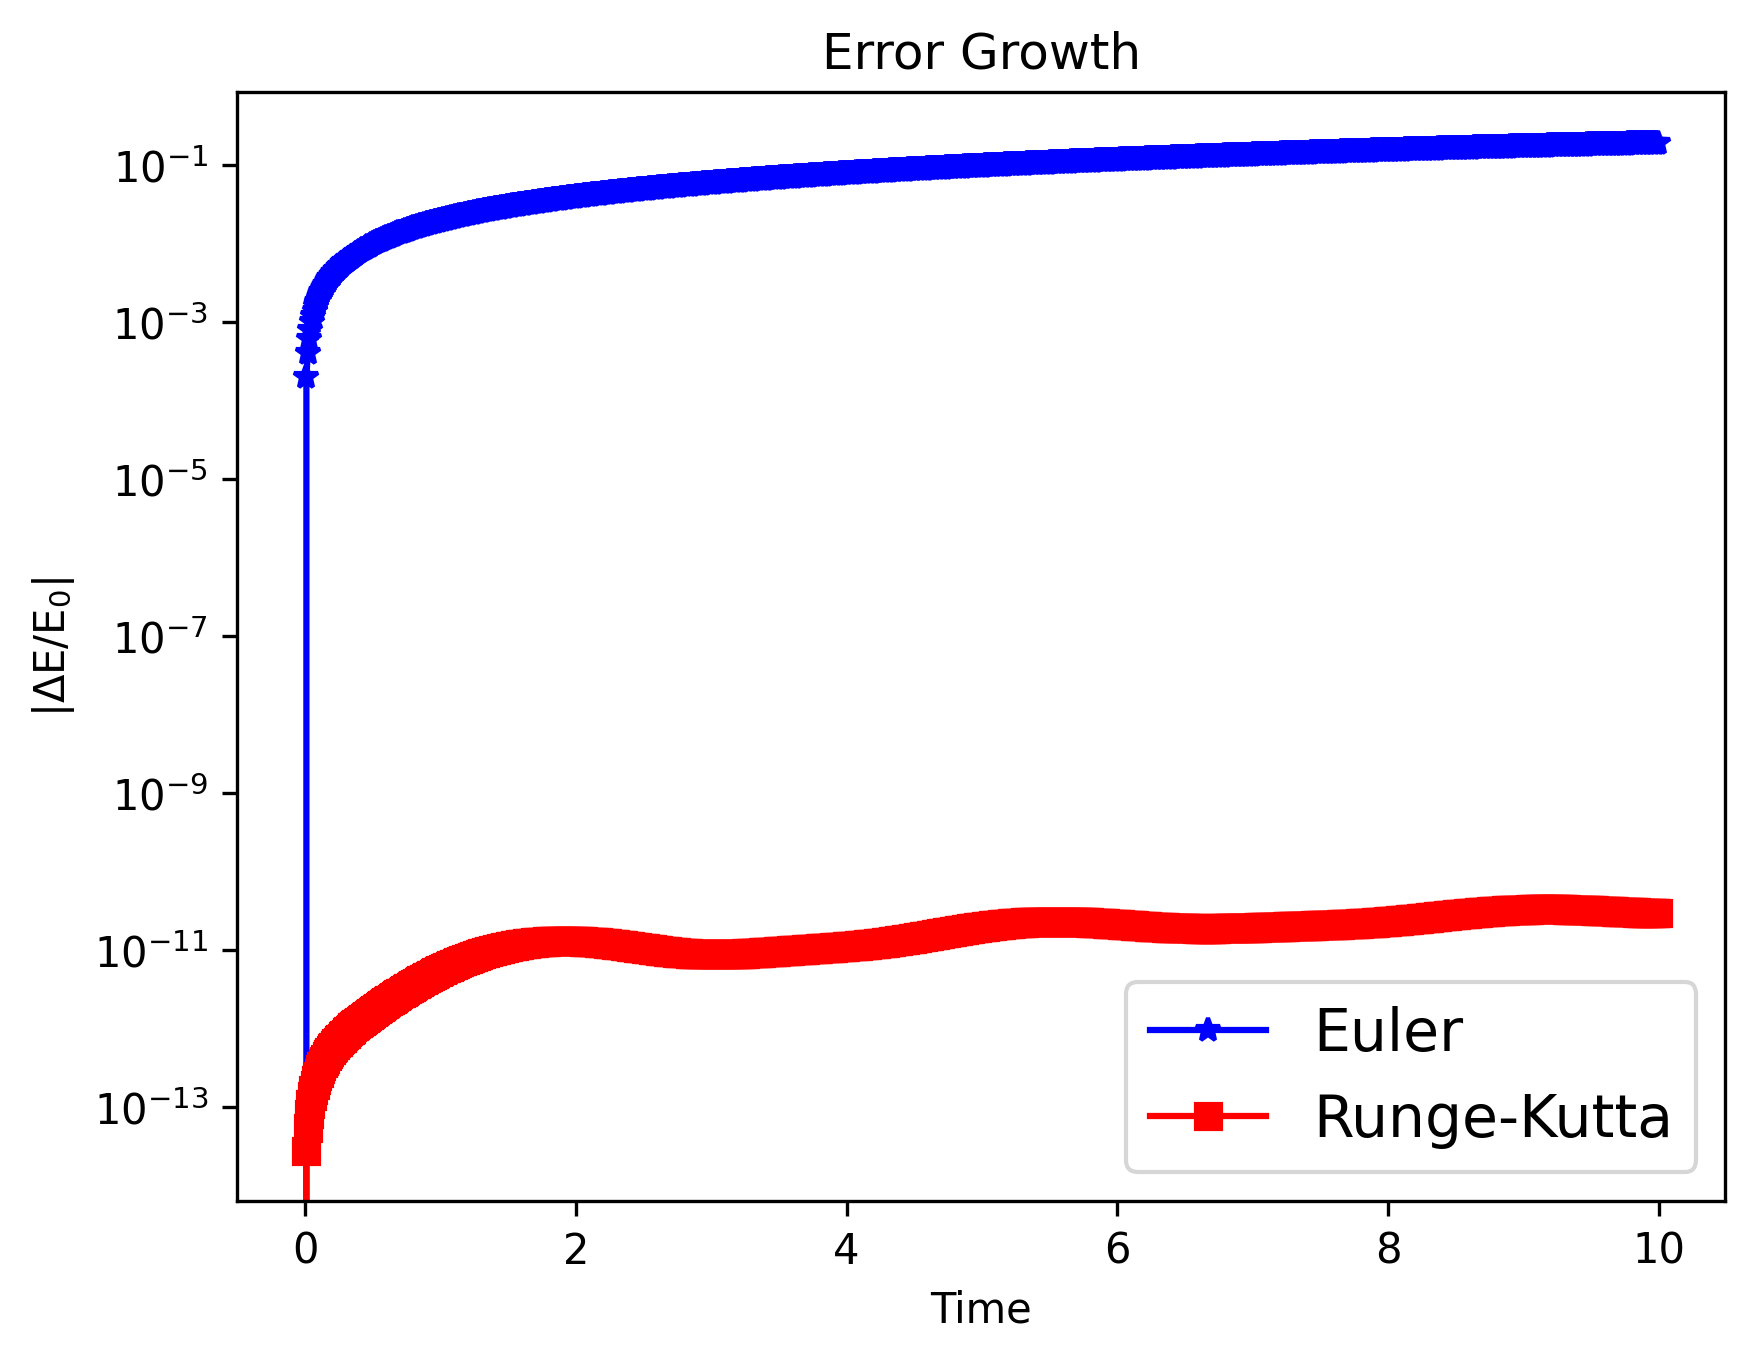 Error Growth
|ΔE/E₀|
10⁻¹
10⁻³
10⁻⁵
10⁻⁷
10⁻⁹
10⁻¹¹
10⁻¹³
Euler
Runge-Kutta
0 2 4 6 8 10
Time